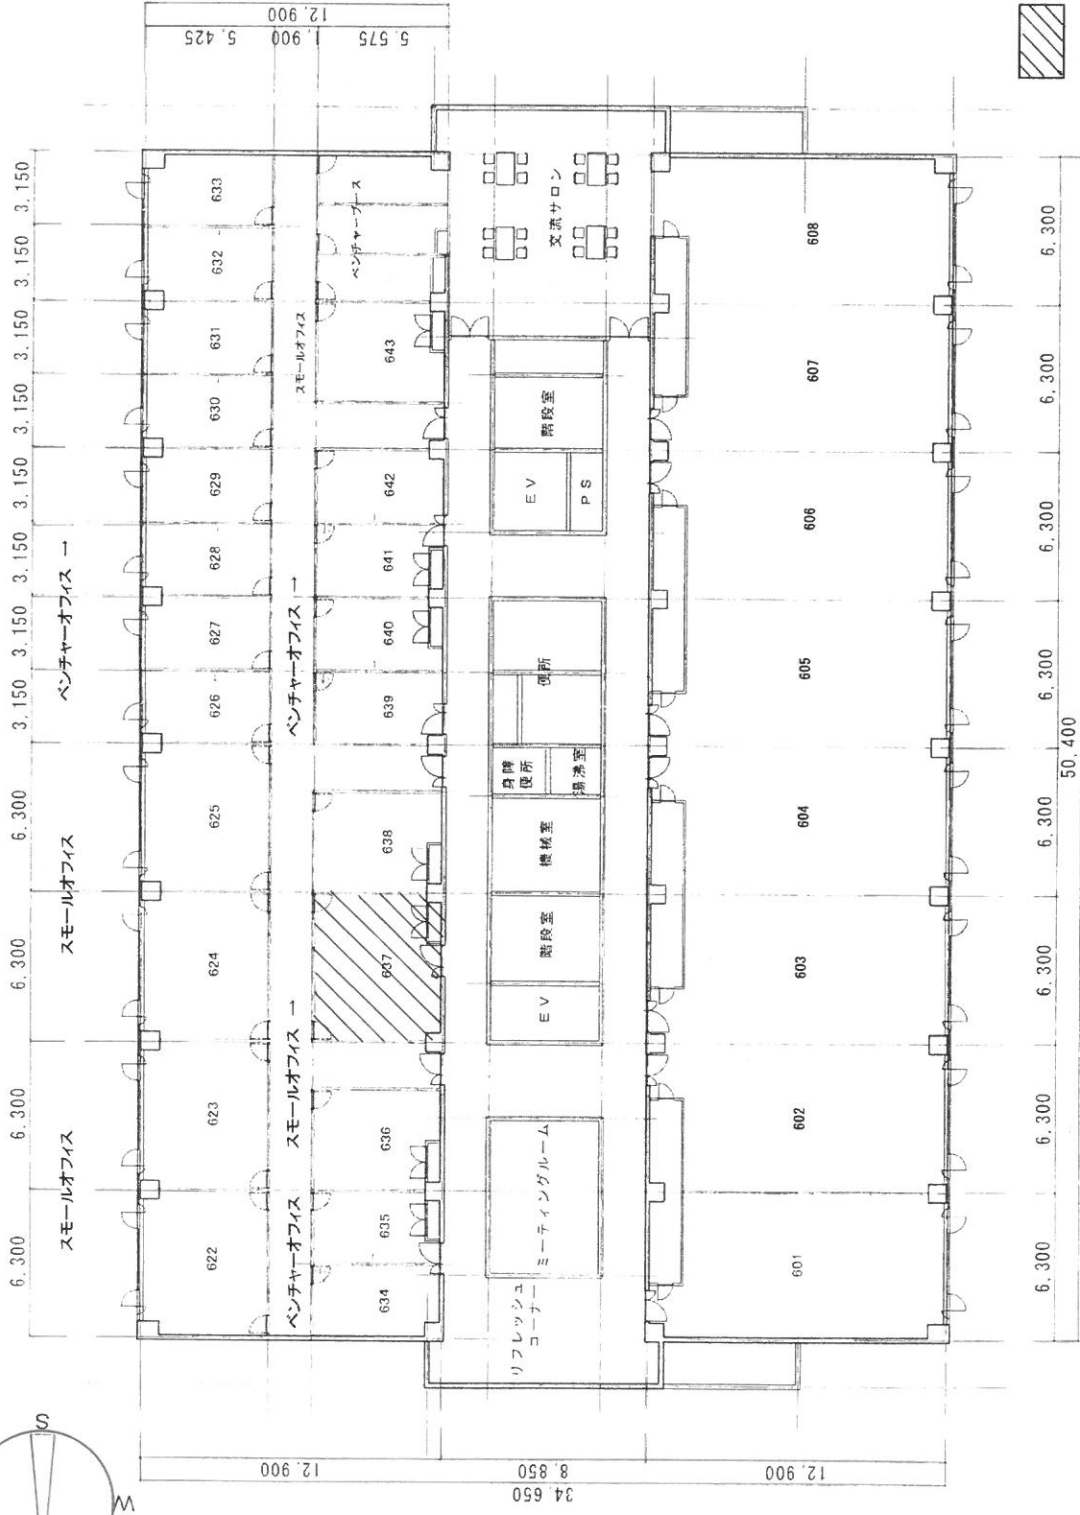 12.900
5.425
1.900
5.575
3.150
3.150
3.150
3.150
3.150
3.150
3.150
3.150
6.300
6.300
6.300
6.300
ベンチャーオフィス →
スモールオフィス
スモールオフィス
633
632
631
630
629
628
627
626
625
624
623
622
ベンチャーブース
スモールオフィス
ベンチャーオフィス →
スモールオフィス →
ベンチャーオフィス
643
642
641
640
639
638
637
636
635
634
交流サロン
階段室
EV
PS
便所
身障
便所
湯沸室
機械室
階段室
EV
ミーティングルーム
リフレッシュ
コーナー
608
607
606
605
604
603
602
601
6.300
6.300
6.300
6.300
6.300
6.300
6.300
6.300
50.400
12.900
8.850
12.900
34.650
S
W